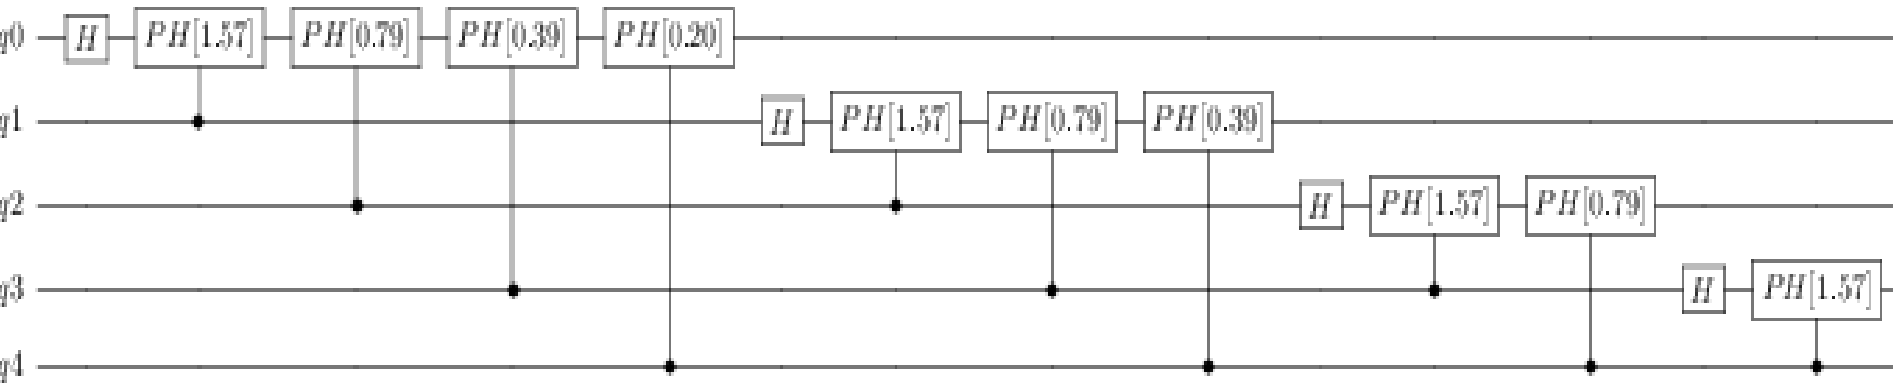 q0 H PH[1.57] PH[0.79] PH[0.39] PH[0.20]
q1 H PH[1.57] PH[0.79] PH[0.39]
q2 H PH[1.57] PH[0.79]
q3 H PH[1.57]
q4